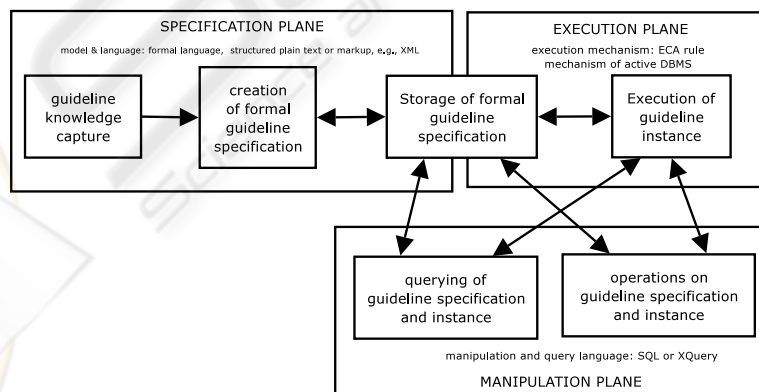 SPECIFICATION PLANE
model & language: formal language, structured plain text or markup, e.g., XML
guideline
knowledge
capture
creation
of formal
guideline
specification
Storage of formal
guideline
specification
EXECUTION PLANE
execution mechanism: ECA rule
mechanism of active DBMS
Execution of
guideline
instance
querying of
guideline specification
and instance
operations on
guideline specification
and instance
manipulation and query language: SQL or XQuery
MANIPULATION PLANE
Science a